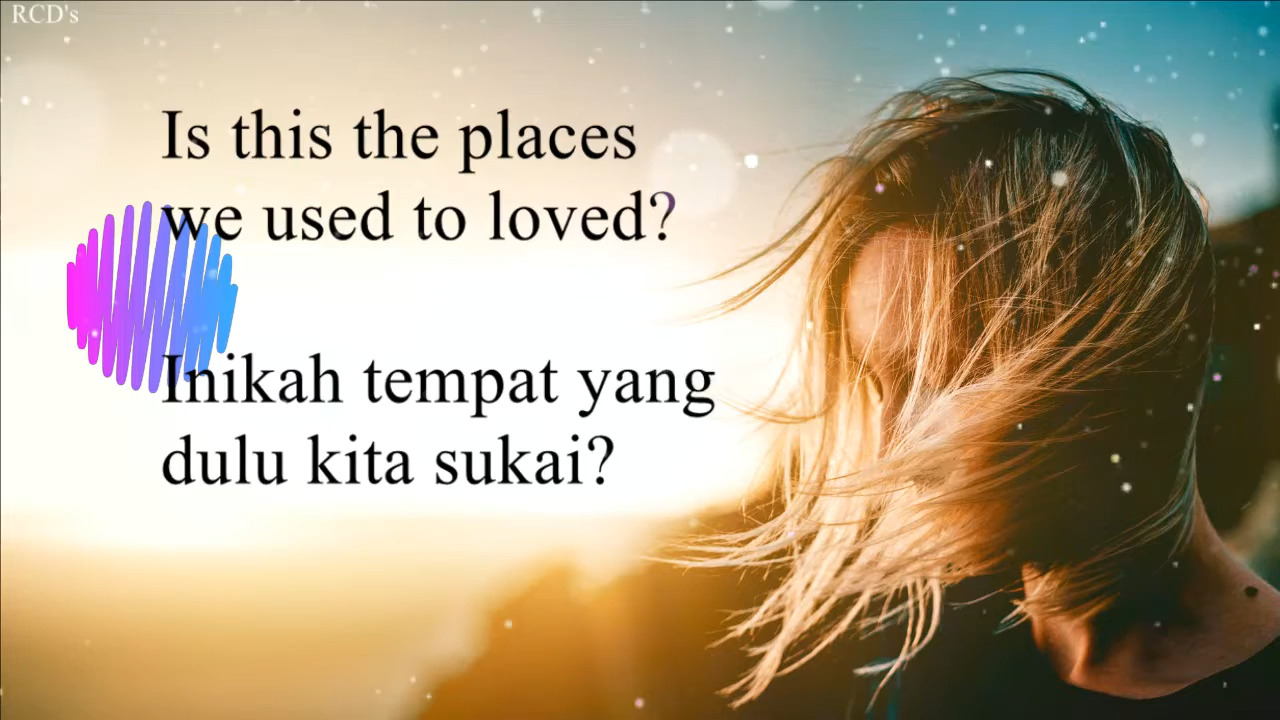 RCD's
Is this the places
we used to loved?
Inikah tempat yang
dulu kita sukai?